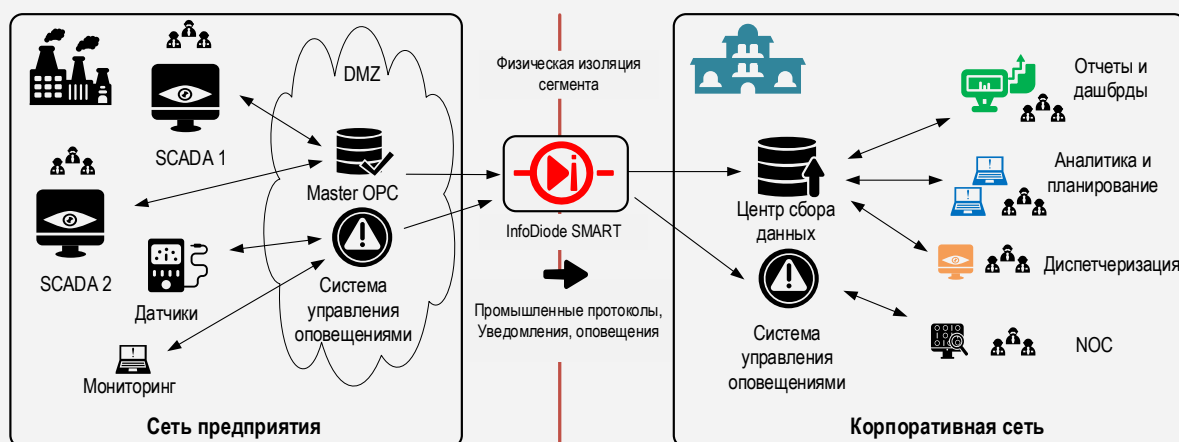 DMZ
SCADA 1
Master OPC
SCADA 2
Датчики
Система
управления
оповещениями
Мониторинг
Сеть предприятия
Физическая изоляция
сегмента
InfoDiode SMART
Промышленные протоколы,
Уведомления, оповещения
Отчеты и
дашбрды
Аналитика и
планирование
Центр сбора
данных
Диспетчеризация
Система
управления
оповещениями
NOC
Корпоративная сеть